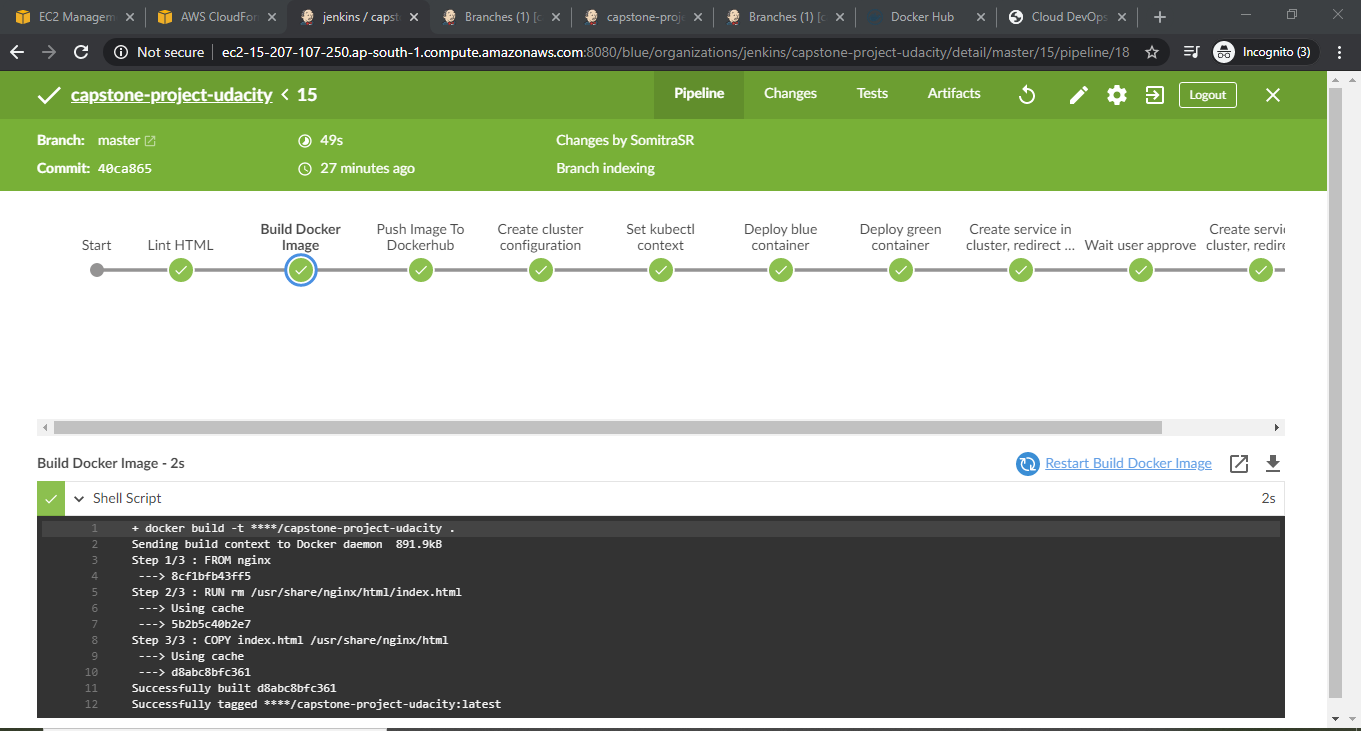 EC2 Managem
AWS CloudFor
jenkins / capst
Branches (1) [c
capstone-proj
Branches (1) [c
Docker Hub
Cloud DevOps
Not secure
ec2-15-207-107-250.ap-south-1.compute.amazonaws.com:8080/blue/organizations/jenkins/capstone-project-udacity/detail/master/15/pipeline/18
Incognito (3)
capstone-project-udacity < 15
Pipeline
Changes
Tests
Artifacts
Logout
Branch: master
49s
Changes by SomitraSR
Commit: 40ca865
27 minutes ago
Branch indexing
Start
Lint HTML
Build Docker
Image
Push Image To
Dockerhub
Create cluster
configuration
Set kubectl
context
Deploy blue
container
Deploy green
container
Create service in
cluster, redirect ...
Wait user approve
Create servi
cluster, redire
Build Docker Image - 2s
Restart Build Docker Image
Shell Script
2s
1 + docker build -t ****/capstone-project-udacity .
2 Sending build context to Docker daemon 891.9kB
3 Step 1/3 : FROM nginx
4 ---> 8cf1bfb43ff5
5 Step 2/3 : RUN rm /usr/share/nginx/html/index.html
6 ---> Using cache
7 ---> 5b2b5c40b2e7
8 Step 3/3 : COPY index.html /usr/share/nginx/html
9 ---> Using cache
10 ---> d8abc8bfc361
11 Successfully built d8abc8bfc361
12 Successfully tagged ****/capstone-project-udacity:latest